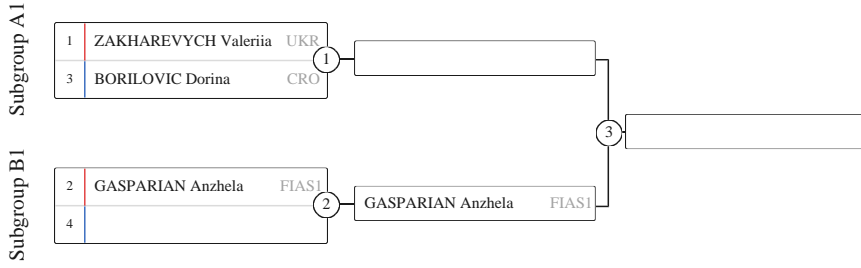 Subgroup A1
1 ZAKHAREVYCH Valeriia UKR
3 BORILOVIC Dorina CRO
1
3
Subgroup B1
2 GASPARIAN Anzhela FIAS1
4
2
GASPARIAN Anzhela FIAS1